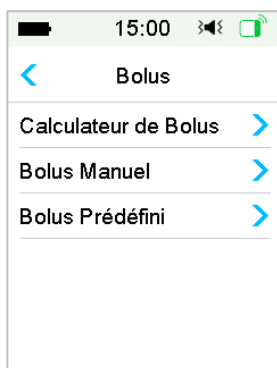 15:00
Bolus
Calculateur de Bolus
Bolus Manuel
Bolus Prédéfini